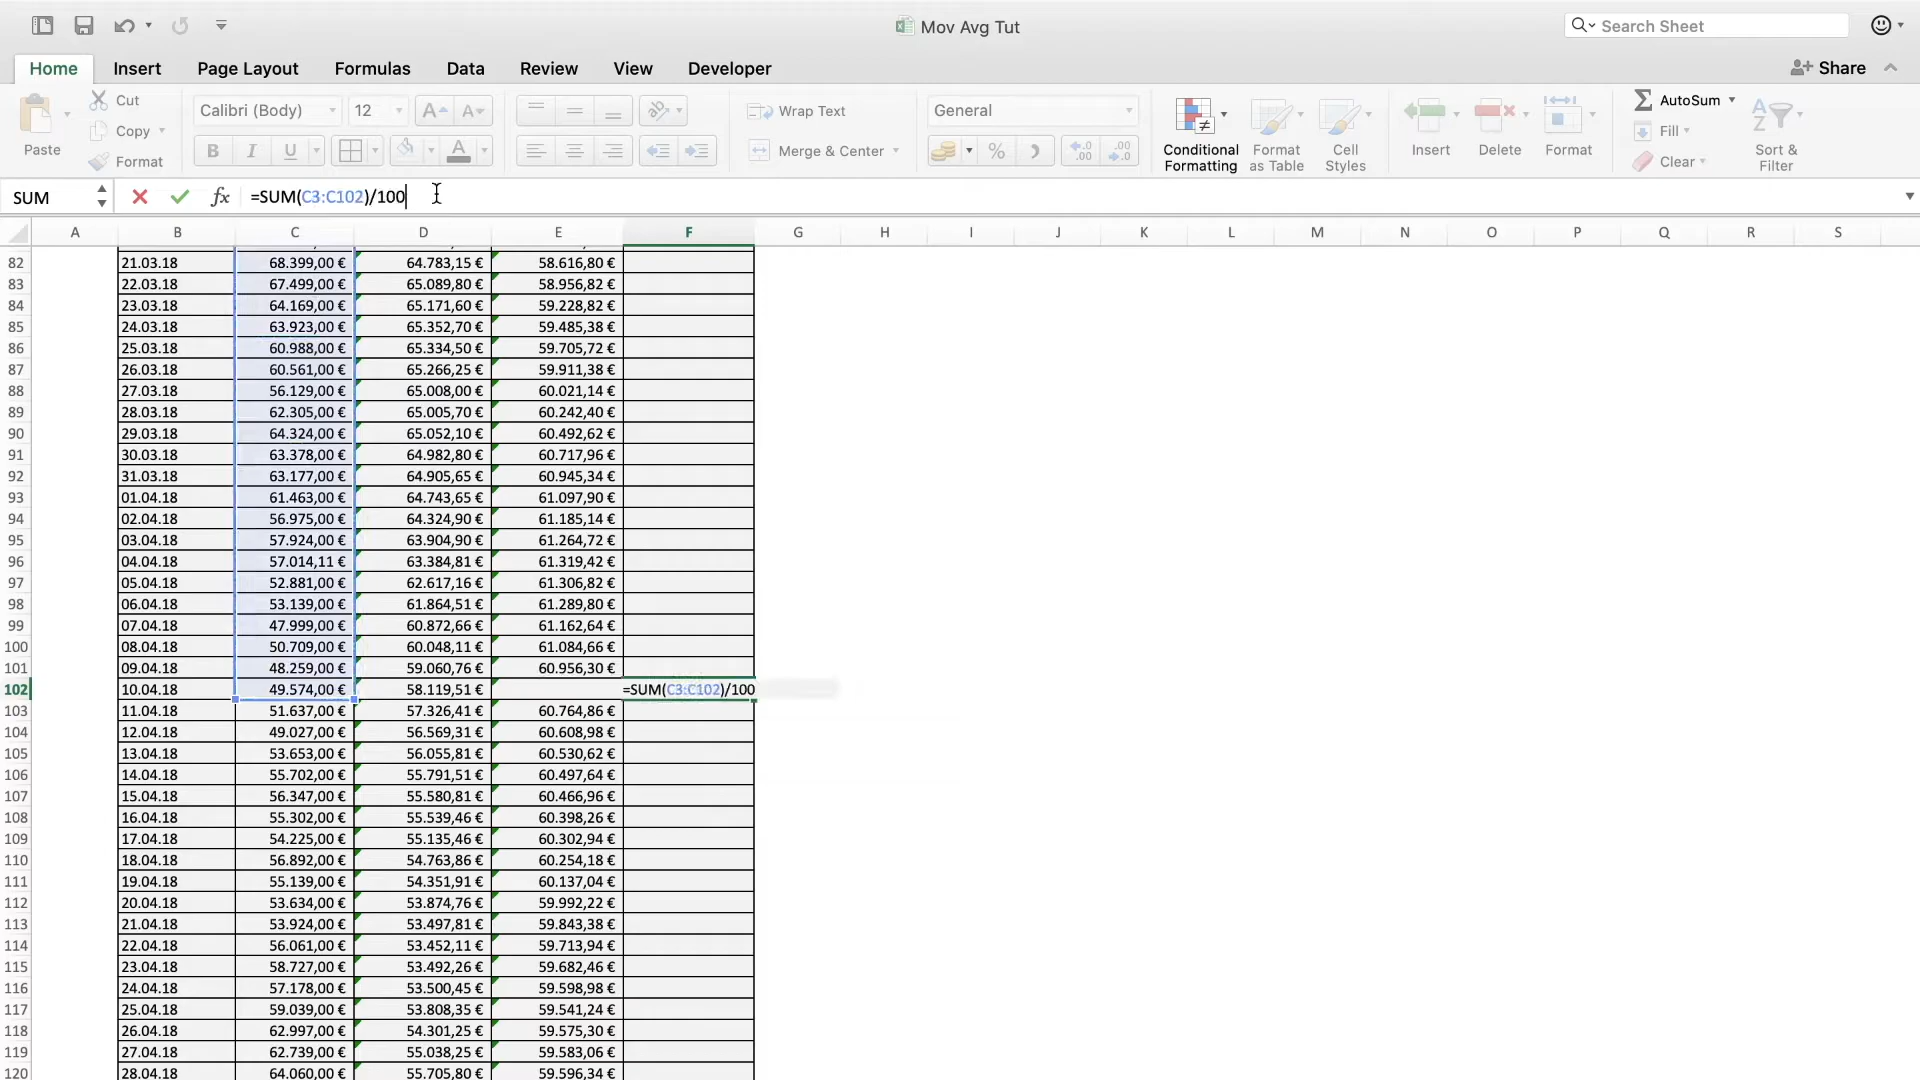 Mov Avg Tut
Search Sheet
Home Insert Page Layout Formulas Data Review View Developer Share
Paste
Cut
Copy
Format
Calibri (Body) 12
B I U A
Wrap Text
Merge & Center
General
%
Conditional Formatting
Format as Table
Cell Styles
Insert
Delete
Format
AutoSum
Fill
Clear
Sort & Filter
SUM fx =SUM(C3:C102)/100
A B C D E F G H I J K L M N O P Q R S
82 21.03.18 68.399,00 € 64.783,15 € 58.616,80 €
83 22.03.18 67.499,00 € 65.089,80 € 58.956,82 €
84 23.03.18 64.169,00 € 65.171,60 € 59.228,82 €
85 24.03.18 63.923,00 € 65.352,70 € 59.485,38 €
86 25.03.18 60.988,00 € 65.334,50 € 59.705,72 €
87 26.03.18 60.561,00 € 65.266,25 € 59.911,38 €
88 27.03.18 56.129,00 € 65.008,00 € 60.021,14 €
89 28.03.18 62.305,00 € 65.005,70 € 60.242,40 €
90 29.03.18 64.324,00 € 65.052,10 € 60.492,62 €
91 30.03.18 63.378,00 € 64.982,80 € 60.717,96 €
92 31.03.18 63.177,00 € 64.905,65 € 60.945,34 €
93 01.04.18 61.463,00 € 64.743,65 € 61.097,90 €
94 02.04.18 56.975,00 € 64.324,90 € 61.185,14 €
95 03.04.18 57.924,00 € 63.904,90 € 61.264,72 €
96 04.04.18 57.014,11 € 63.384,81 € 61.319,42 €
97 05.04.18 52.881,00 € 62.617,16 € 61.306,82 €
98 06.04.18 53.139,00 € 61.864,51 € 61.289,80 €
99 07.04.18 47.999,00 € 60.872,66 € 61.162,64 €
100 08.04.18 50.709,00 € 60.048,11 € 61.084,66 €
101 09.04.18 48.259,00 € 59.060,76 € 60.956,30 €
102 10.04.18 49.574,00 € 58.119,51 € =SUM(C3:C102)/100
103 11.04.18 51.637,00 € 57.326,41 € 60.764,86 €
104 12.04.18 49.027,00 € 56.569,31 € 60.608,98 €
105 13.04.18 53.653,00 € 56.055,81 € 60.530,62 €
106 14.04.18 55.702,00 € 55.791,51 € 60.497,64 €
107 15.04.18 56.347,00 € 55.580,81 € 60.466,96 €
108 16.04.18 55.302,00 € 55.539,46 € 60.398,26 €
109 17.04.18 54.225,00 € 55.135,46 € 60.302,94 €
110 18.04.18 56.892,00 € 54.763,86 € 60.254,18 €
111 19.04.18 55.139,00 € 54.351,91 € 60.137,04 €
112 20.04.18 53.634,00 € 53.874,76 € 59.992,22 €
113 21.04.18 53.924,00 € 53.497,81 € 59.843,38 €
114 22.04.18 56.061,00 € 53.452,11 € 59.713,94 €
115 23.04.18 58.727,00 € 53.492,26 € 59.682,46 €
116 24.04.18 57.178,00 € 53.500,45 € 59.598,98 €
117 25.04.18 59.039,00 € 53.808,35 € 59.541,24 €
118 26.04.18 62.997,00 € 54.301,25 € 59.575,30 €
119 27.04.18 62.739,00 € 55.038,25 € 59.583,06 €
120 28.04.18 64.060,00 € 55.705,80 € 59.596,34 €